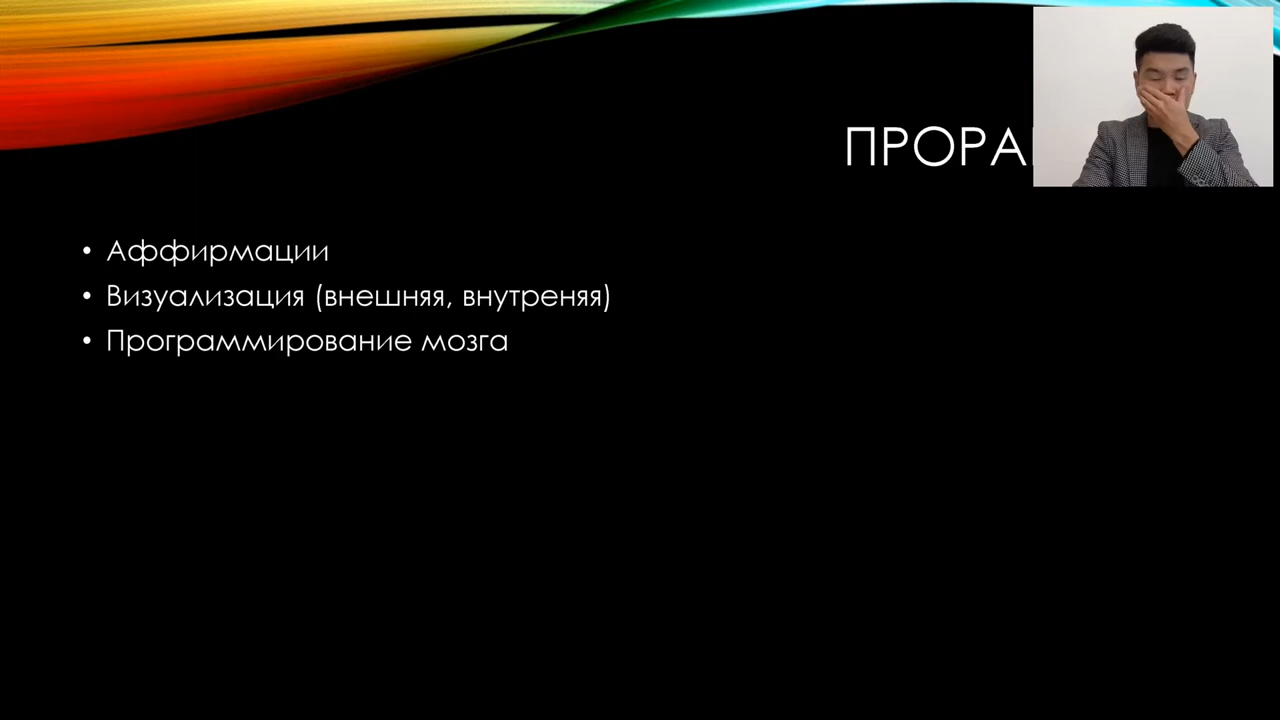 ПРОРА
• Аффирмации
• Визуализация (внешняя, внутреняя)
• Программирование мозга